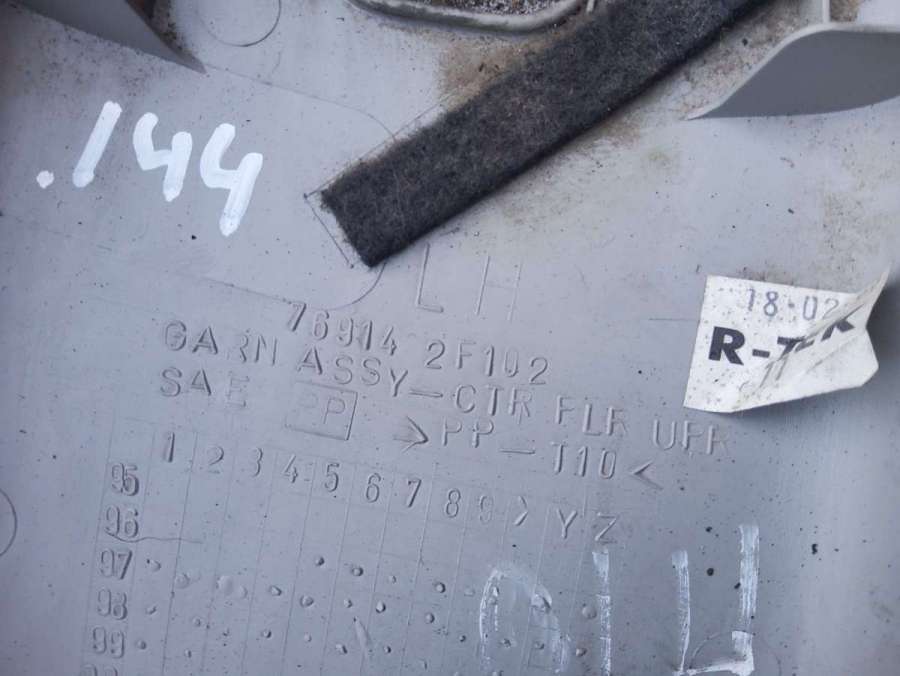 .144
LH
18-02
76914 2F102
GARN ASSY-CTR PLR UPR
SAE PP >PP-T10<
1 2 3 4 5 6 7 8 9 X Y Z
95
96
97
98
99